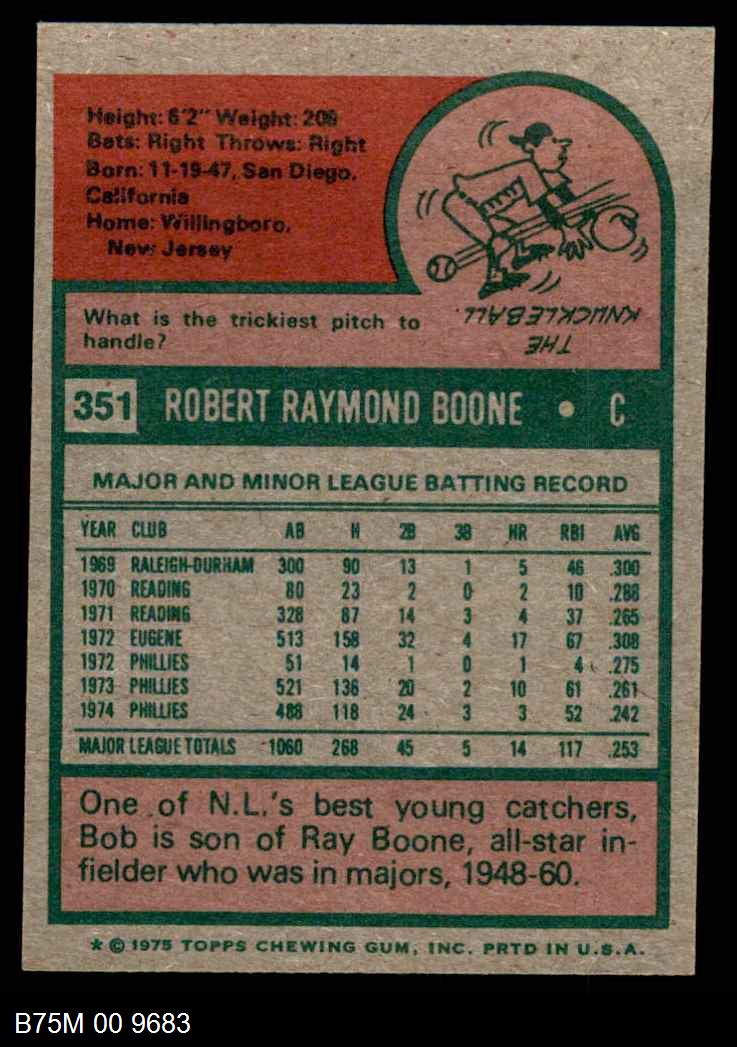 Height: 6'2" Weight: 209
Bats: Right Throws: Right
Born: 11-19-47, San Diego,
California
Home: Willingboro,
New Jersey
What is the trickiest pitch to
handle?
THE
KNUCKLEBALL.
351 ROBERT RAYMOND BOONE • C
MAJOR AND MINOR LEAGUE BATTING RECORD
YEAR CLUB AB H 2B 3B HR RBI AVG
1969 RALEIGH-DURHAM 300 90 13 1 5 46 .300
1970 READING 80 23 2 0 2 10 .288
1971 READING 328 87 14 3 4 37 .265
1972 EUGENE 513 158 32 4 17 67 .308
1972 PHILLIES 51 14 1 0 1 4 .275
1973 PHILLIES 521 136 20 2 10 61 .261
1974 PHILLIES 488 118 24 3 3 52 .242
MAJOR LEAGUE TOTALS 1060 268 45 5 14 117 .253
One of N.L.'s best young catchers,
Bob is son of Ray Boone, all-star in-
fielder who was in majors, 1948-60.
* © 1975 TOPPS CHEWING GUM, INC. PRTD IN U.S.A.
B75M 00 9683